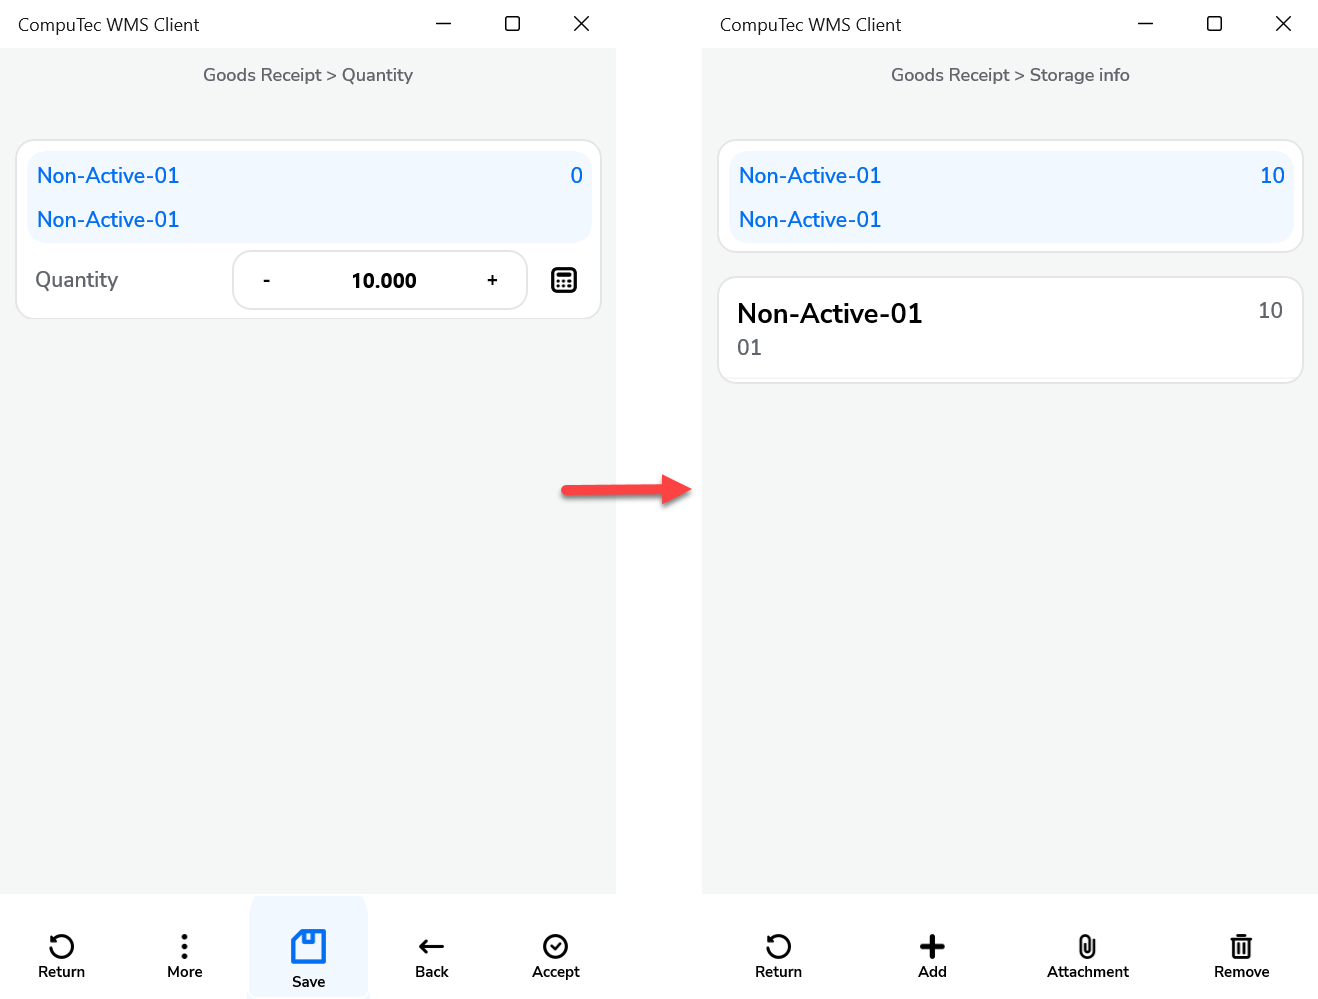 CompuTec WMS Client
Goods Receipt > Quantity
Non-Active-01 0
Non-Active-01
Quantity - 10.000 +
Return More Save Back Accept
CompuTec WMS Client
Goods Receipt > Storage info
Non-Active-01 10
Non-Active-01
Non-Active-01 10
01
Return Add Attachment Remove